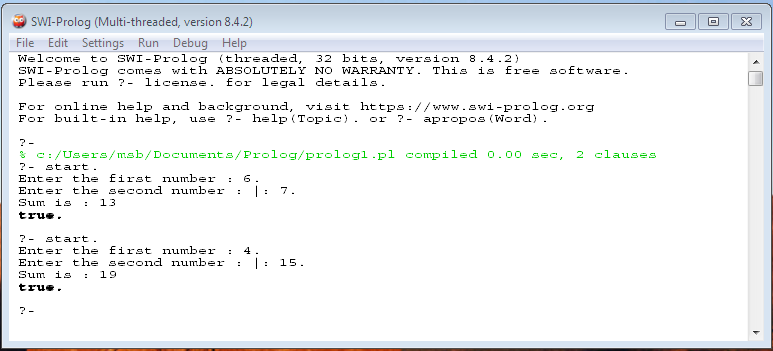 SWI-Prolog (Multi-threaded, version 8.4.2)
File Edit Settings Run Debug Help
Welcome to SWI-Prolog (threaded, 32 bits, version 8.4.2)
SWI-Prolog comes with ABSOLUTELY NO WARRANTY. This is free software.
Please run ?- license. for legal details.
For online help and background, visit https://www.swi-prolog.org
For built-in help, use ?- help(Topic). or ?- apropos(Word).
?-
% c:/Users/msb/Documents/Prolog/prolog1.pl compiled 0.00 sec, 2 clauses
?- start.
Enter the first number : 6.
Enter the second number : |: 7.
Sum is : 13
true.
?- start.
Enter the first number : 4.
Enter the second number : |: 15.
Sum is : 19
true.
?-